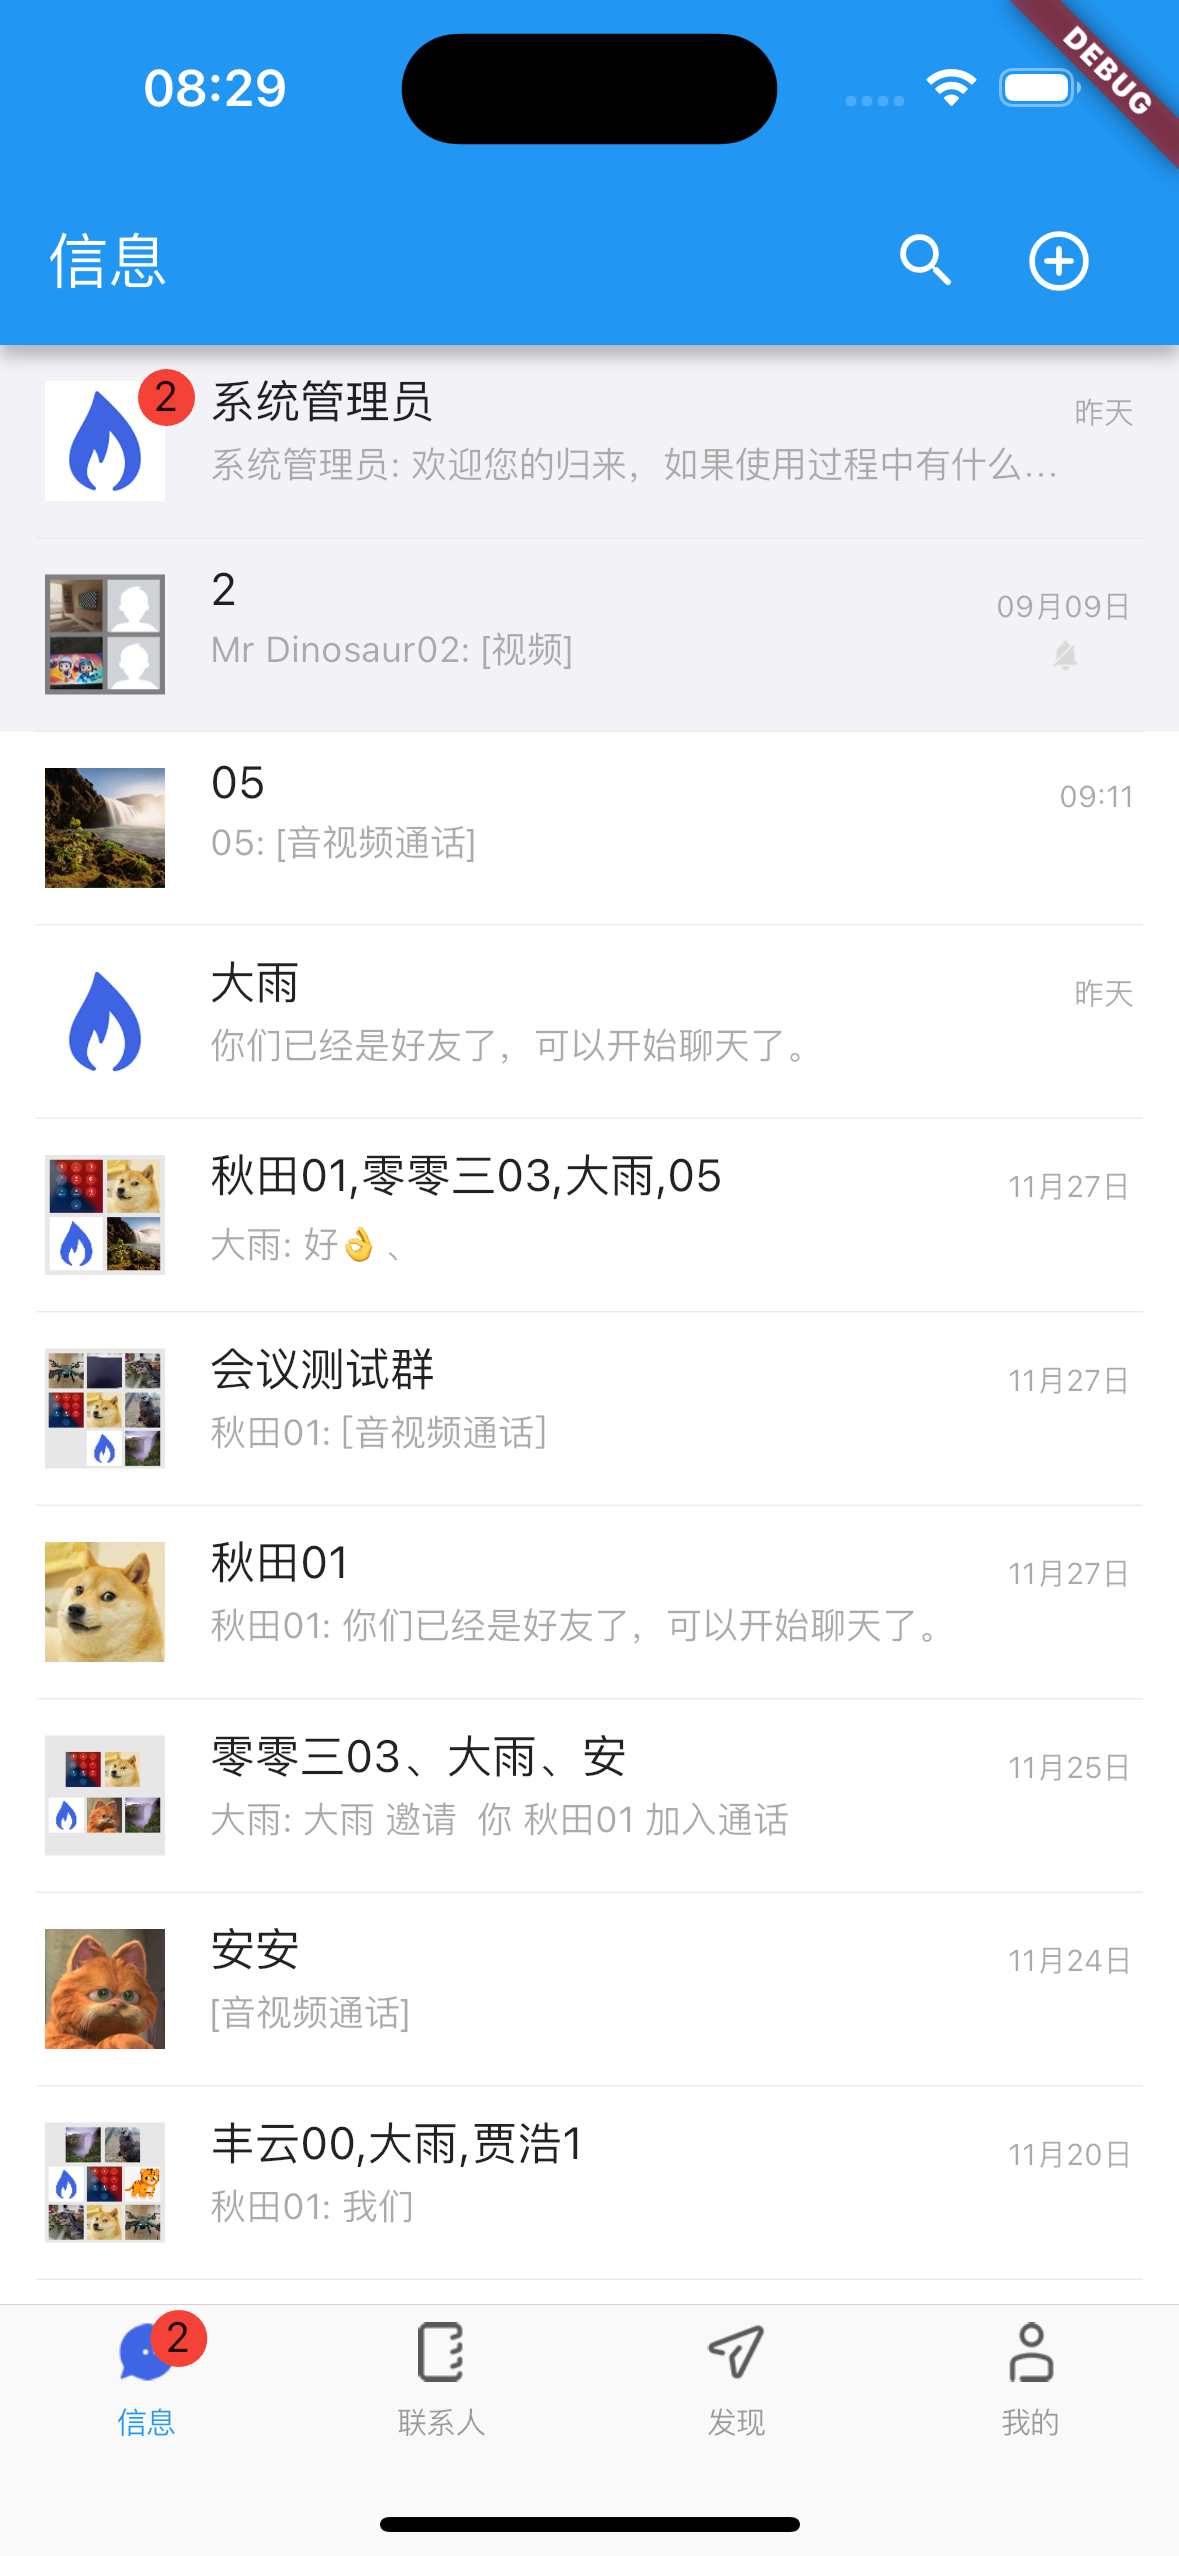 08:29
DEBUG
信息
2
系统管理员
昨天
系统管理员: 欢迎您的归来，如果使用过程中有什么...
2
09月09日
Mr Dinosaur02: [视频]
05
09:11
05: [音视频通话]
大雨
昨天
你们已经是好友了，可以开始聊天了。
秋田01,零零三03,大雨,05
11月27日
大雨: 好👌 、
会议测试群
11月27日
秋田01: [音视频通话]
秋田01
11月27日
秋田01: 你们已经是好友了，可以开始聊天了。
零零三03、大雨、安
11月25日
大雨: 大雨 邀请  你 秋田01 加入通话
安安
11月24日
[音视频通话]
丰云00,大雨,贾浩1
11月20日
秋田01: 我们
2
信息
联系人
发现
我的